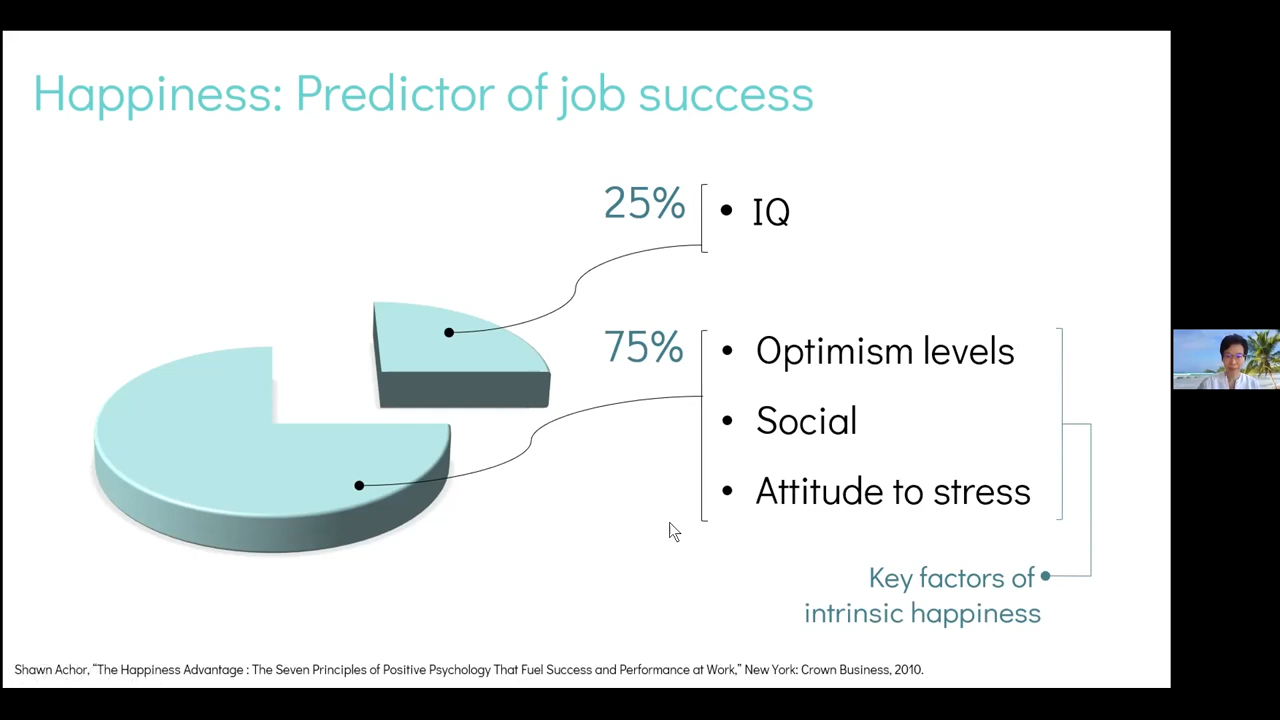 Happiness: Predictor of job success
25%
• IQ
75%
• Optimism levels
• Social
• Attitude to stress
Key factors of
intrinsic happiness
Shawn Achor, “The Happiness Advantage : The Seven Principles of Positive Psychology That Fuel Success and Performance at Work,” New York: Crown Business, 2010.